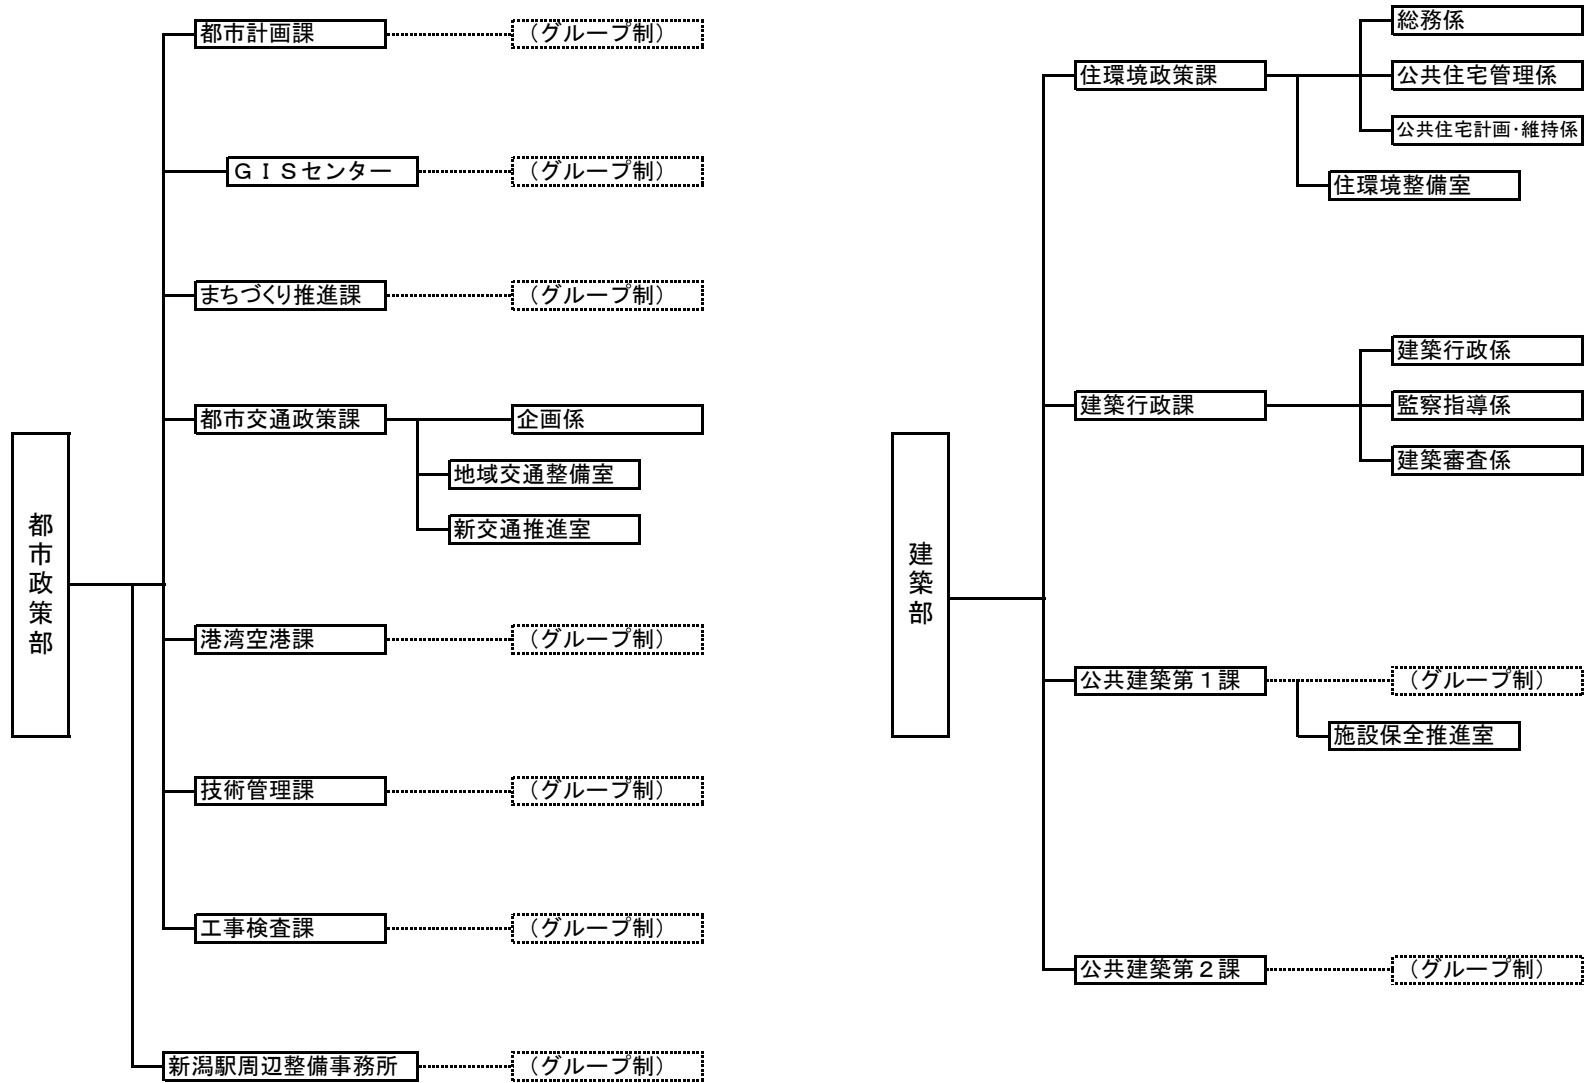 都市政策部
都市計画課
（グループ制）
ＧＩＳセンター
（グループ制）
まちづくり推進課
（グループ制）
都市交通政策課
企画係
地域交通整備室
新交通推進室
港湾空港課
（グループ制）
技術管理課
（グループ制）
工事検査課
（グループ制）
新潟駅周辺整備事務所
（グループ制）
建築部
住環境政策課
総務係
公共住宅管理係
公共住宅計画・維持係
住環境整備室
建築行政課
建築行政係
監察指導係
建築審査係
公共建築第１課
（グループ制）
施設保全推進室
公共建築第２課
（グループ制）